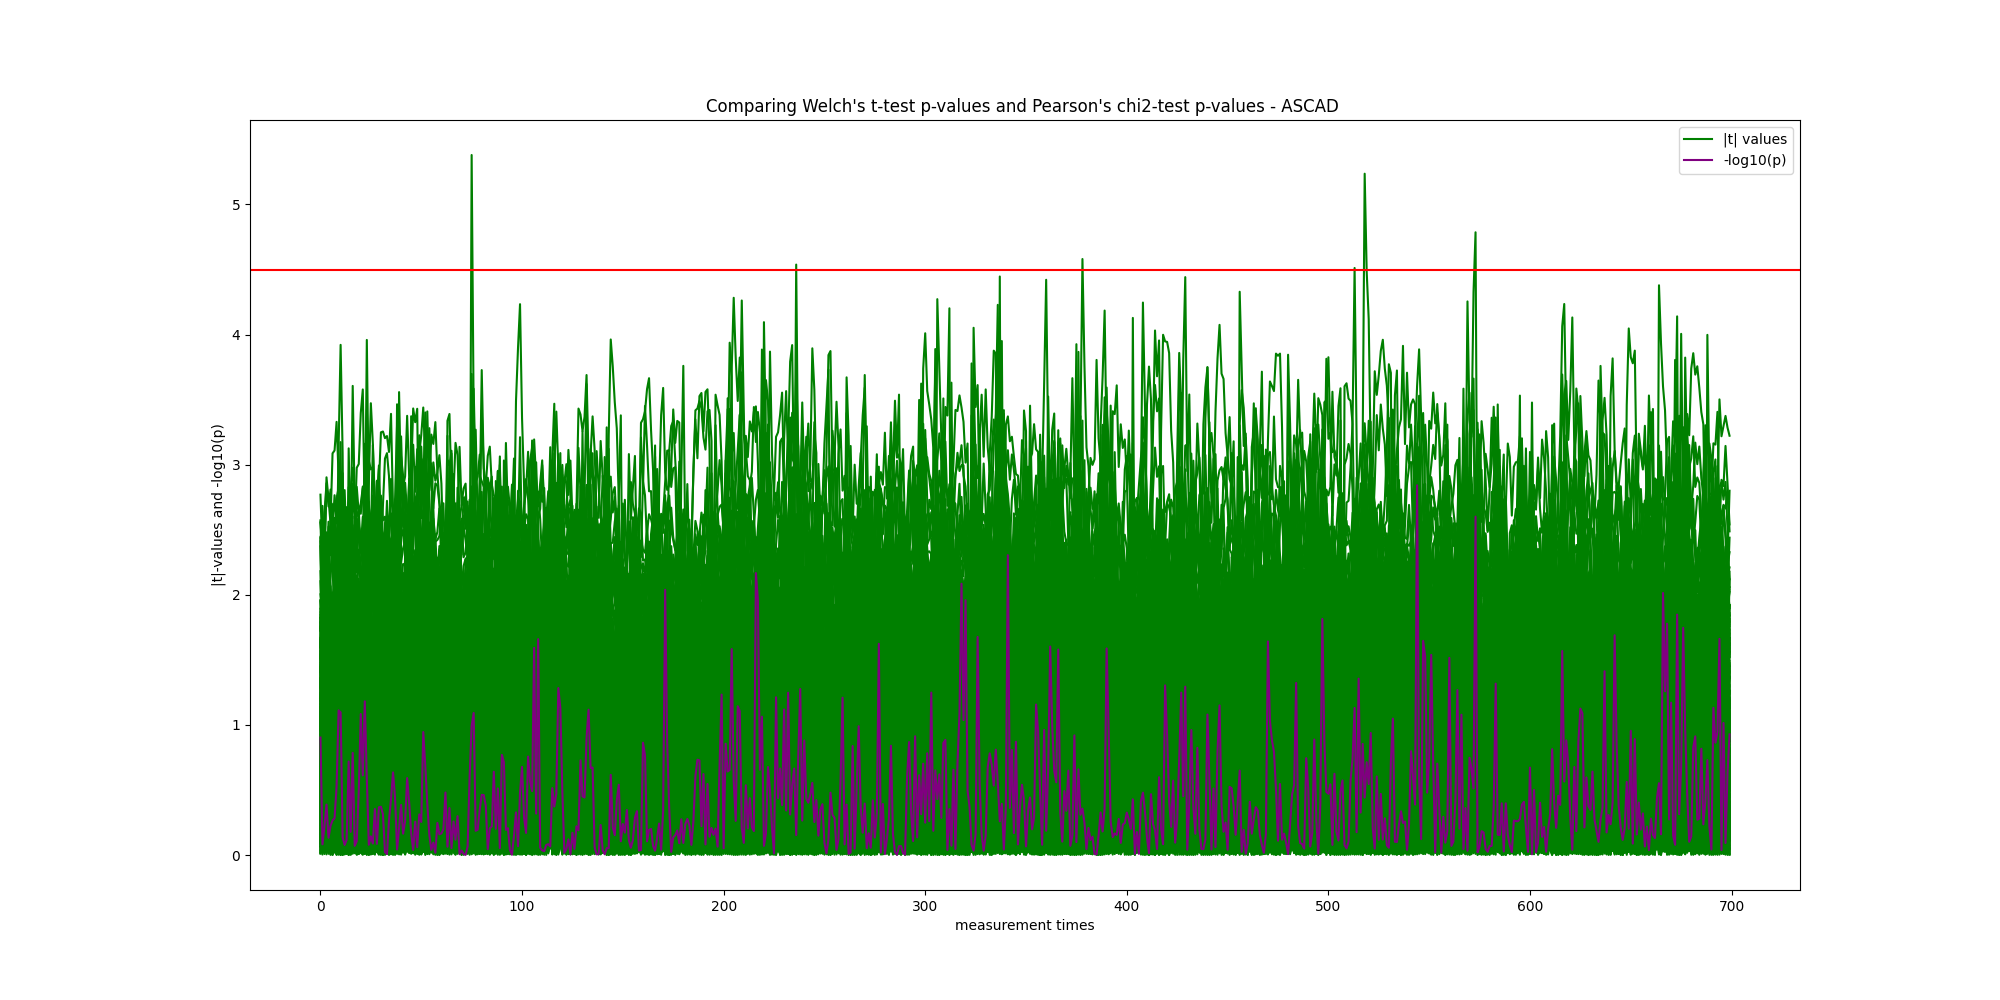 Comparing Welch's t-test p-values and Pearson's chi2-test p-values - ASCAD
|t| values
-log10(p)
|t|-values and -log10(p)
5
4
3
2
1
0
0 100 200 300 400 500 600 700
measurement times